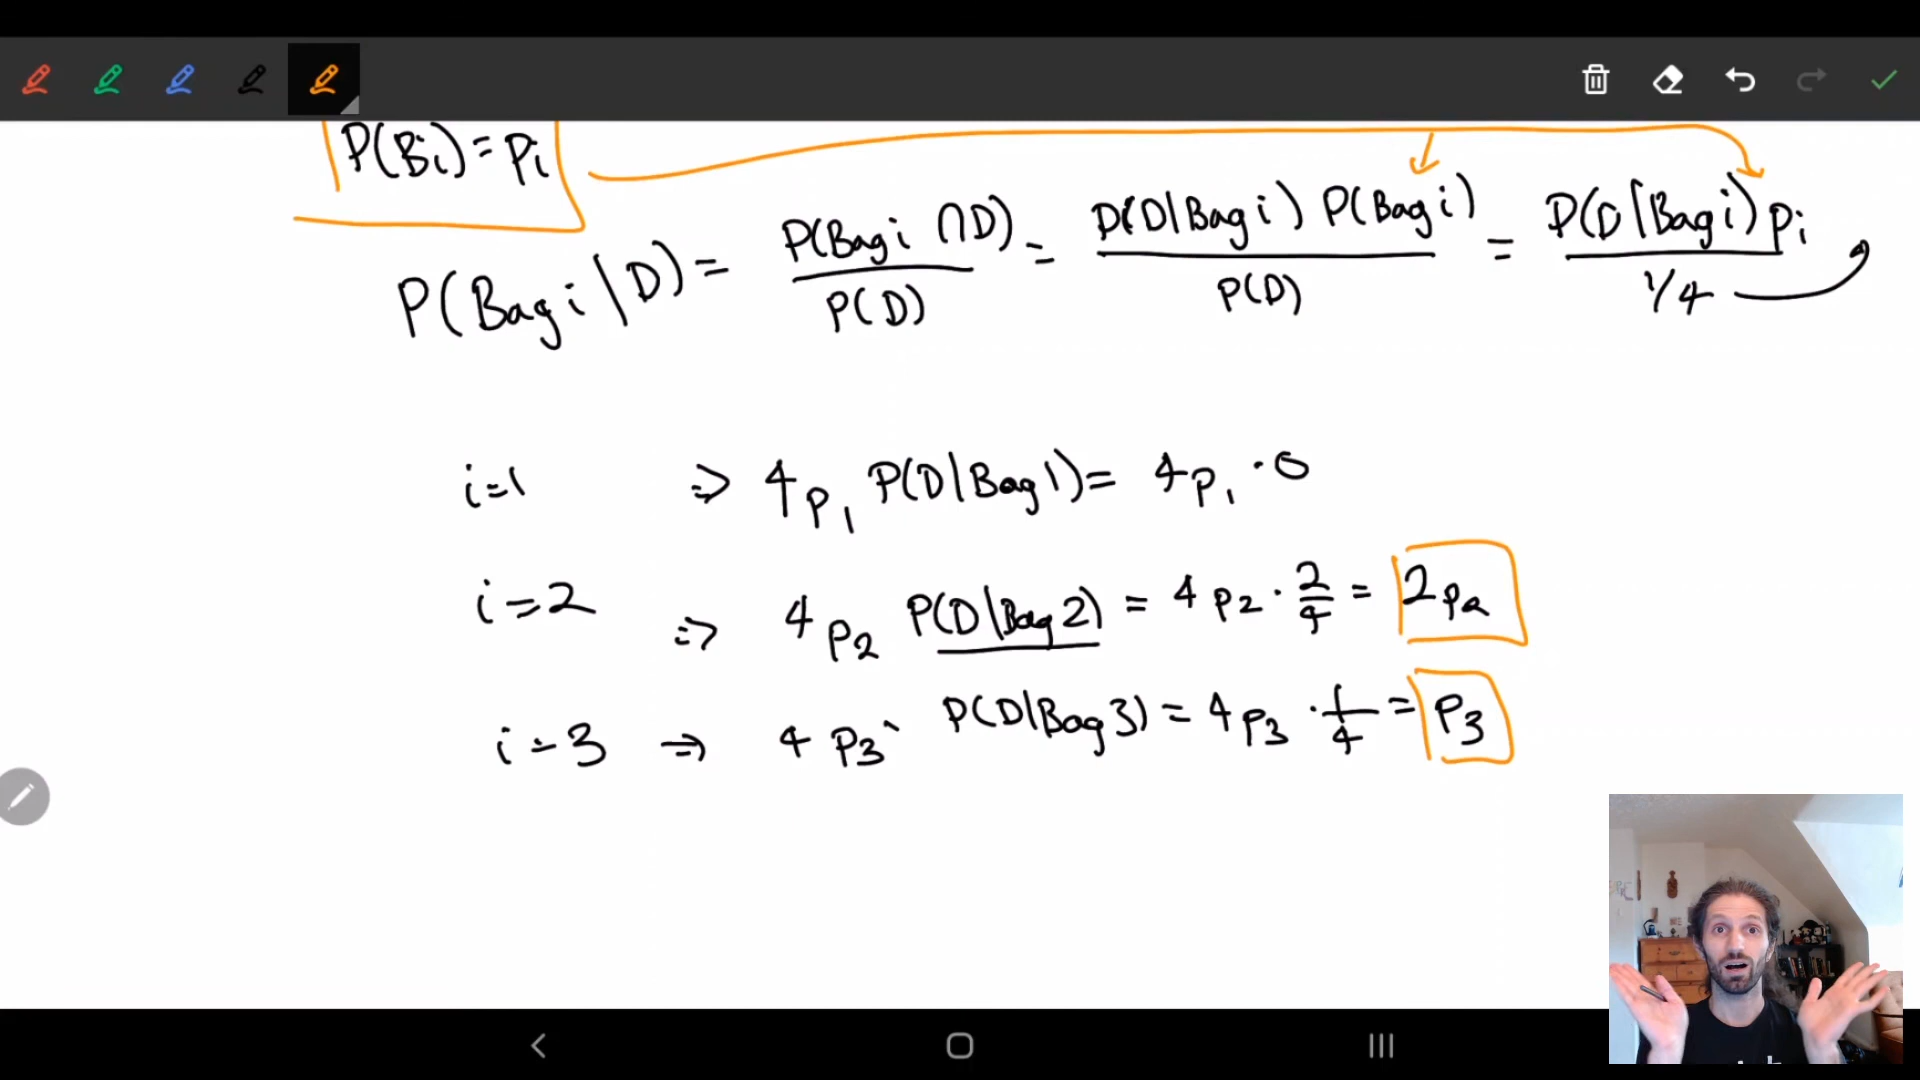 P(Bi)=pi
P(Bag i | D) = P(Bag i ∩ D) / P(D) = P(D|Bag i) P(Bag i) / P(D) = P(D|Bag i) pi / 1/4
i=1 ⇒ 4p₁ P(D|Bag 1) = 4p₁ · 0
i=2 ⇒ 4p₂ P(D|Bag 2) = 4p₂ · 2/4 = 2p₂
i=3 ⇒ 4p₃ · P(D|Bag 3) = 4p₃ · 1/4 = p₃